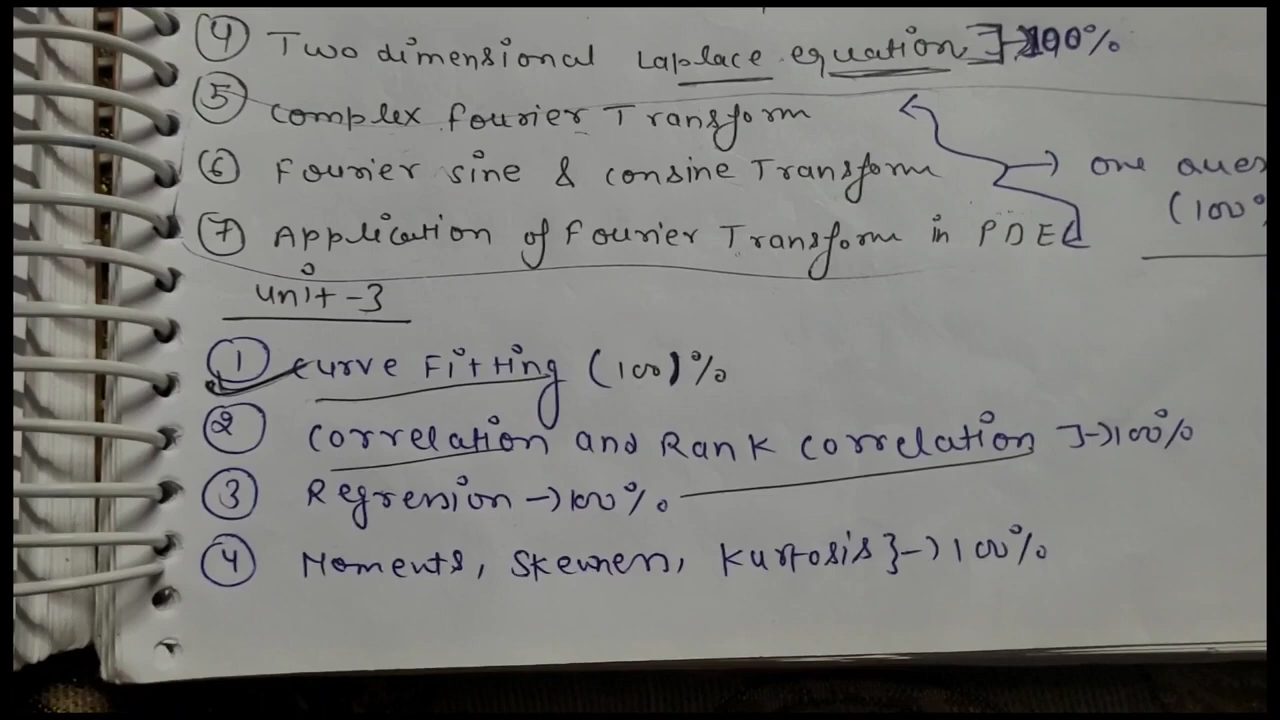 ④ Two dimensional Laplace equation ]→100%
⑤ Complex fourier Transform
⑥ Fourier sine & consine Transform → one ques
⑦ Application of Fourier Transform in PDE (100%
unit-3
① curve Fitting (100)%
② Correlation and Rank correlation ]→100%
③ Regression →100%
④ Moments, Skewness, Kurtosis }→100%